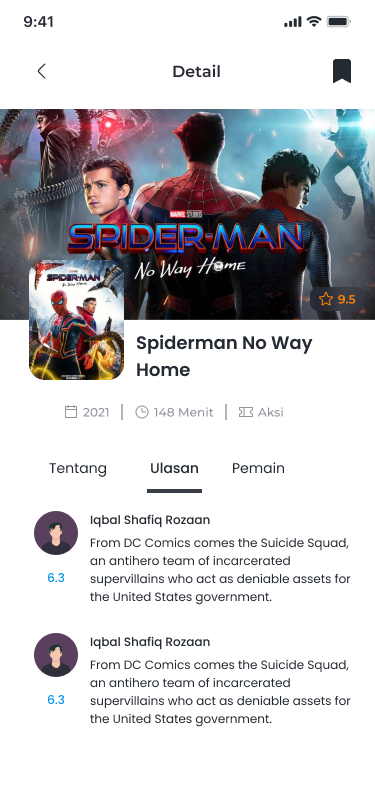 9:41
Detail
MARVEL STUDIOS
SPIDER-MAN
No Way Home
9.5
SPIDER-MAN
No Way Home
Spiderman No Way
Home
2021
148 Menit
Aksi
Tentang Ulasan Pemain
Iqbal Shafiq Rozaan
From DC Comics comes the Suicide Squad,
an antihero team of incarcerated
supervillains who act as deniable assets for
the United States government.
6.3
Iqbal Shafiq Rozaan
From DC Comics comes the Suicide Squad,
an antihero team of incarcerated
supervillains who act as deniable assets for
the United States government.
6.3